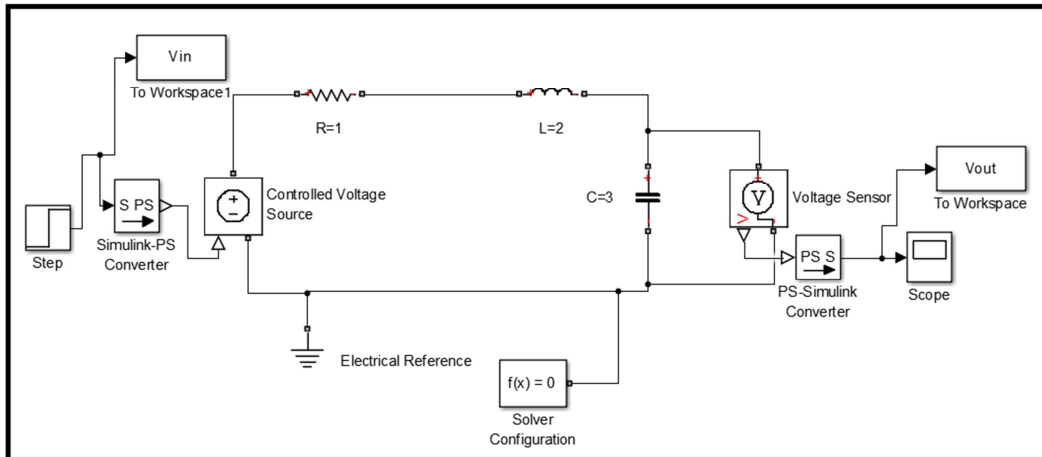 Vin
To Workspace1
R=1
L=2
S PS
Simulink-PS
Converter
Step
+
−
Controlled Voltage
Source
C=3
+
+
V
V
Voltage Sensor
Vout
To Workspace
PS S
PS-Simulink
Converter
Scope
Electrical Reference
f(x) = 0
Solver
Configuration